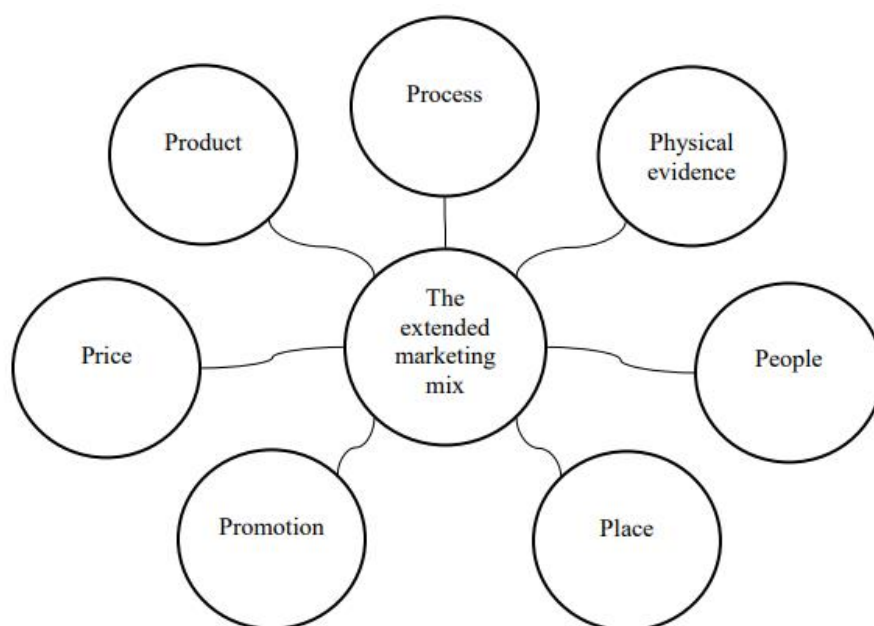 Process
Product
Physical
evidence
The
extended
marketing
mix
Price
People
Promotion
Place